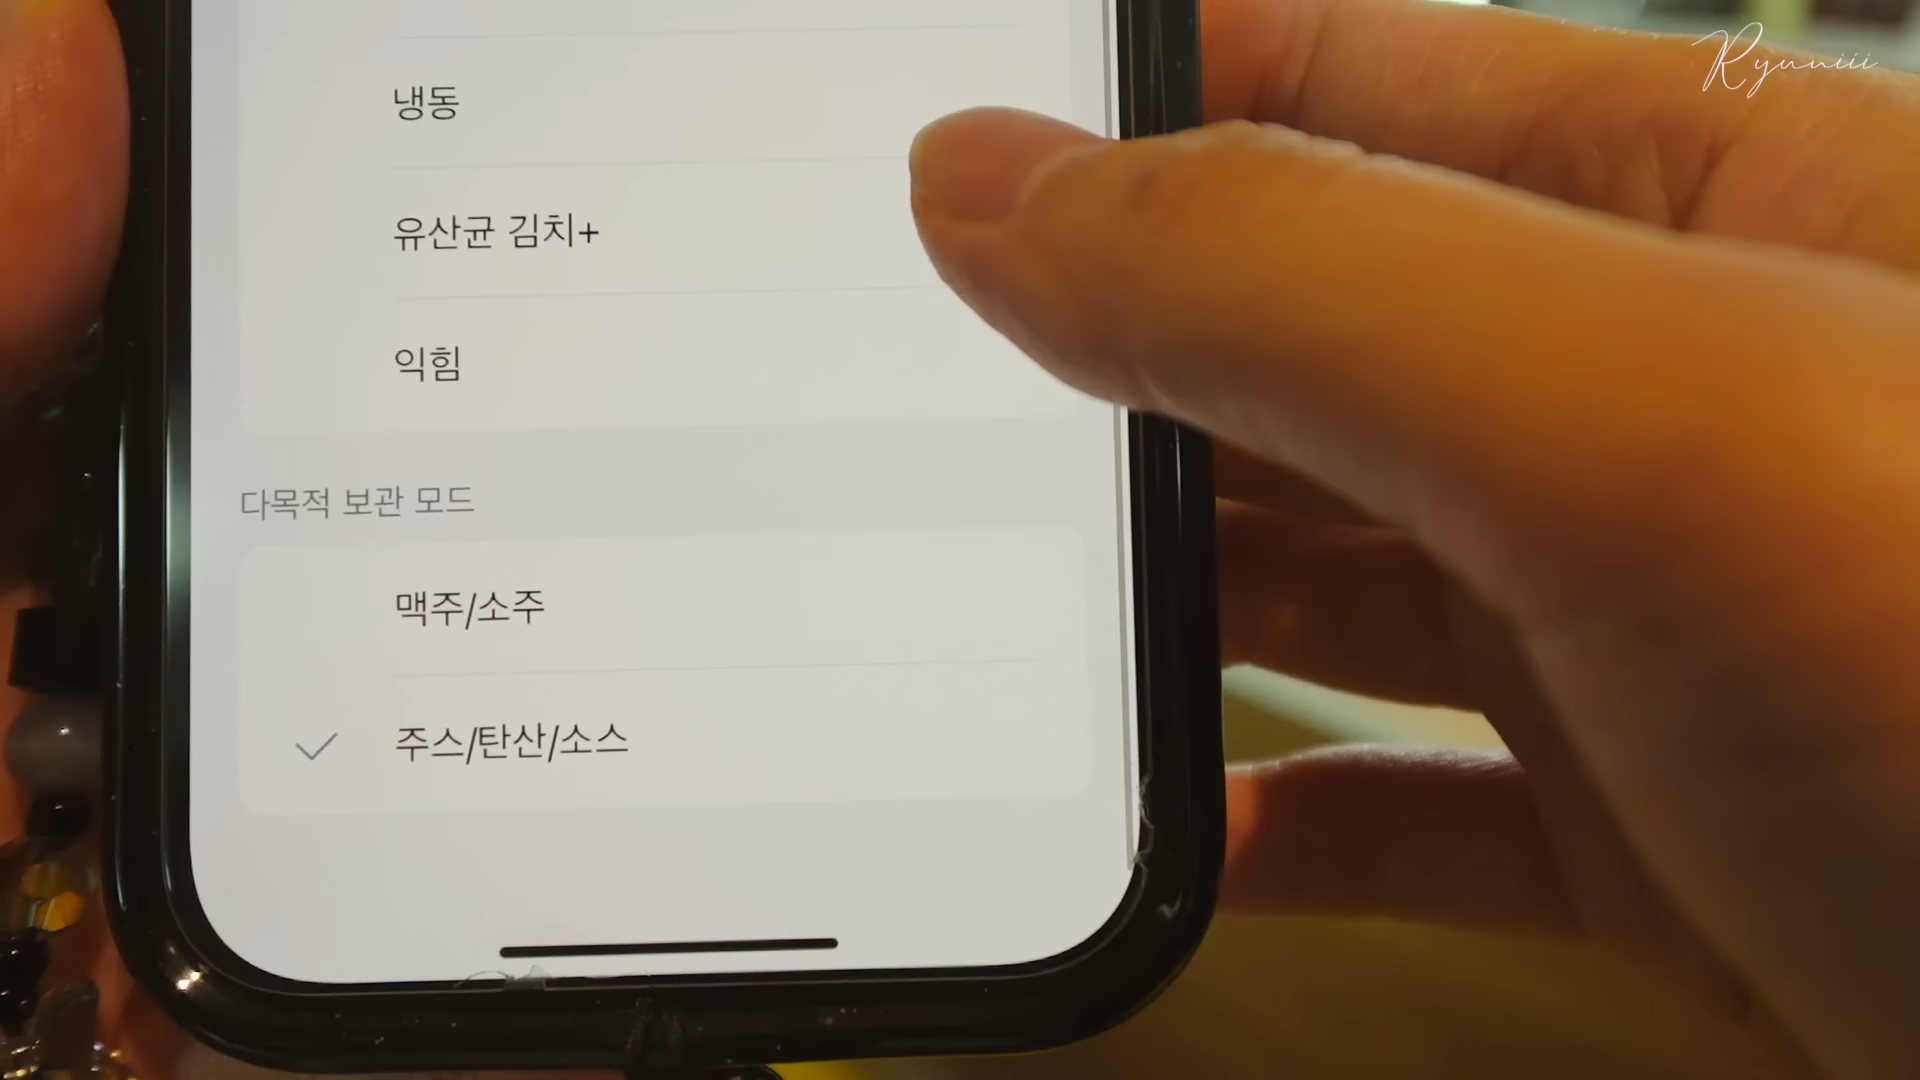 Ryuuiii
냉동
유산균 김치+
익힘
다목적 보관 모드
맥주/소주
주스/탄산/소스